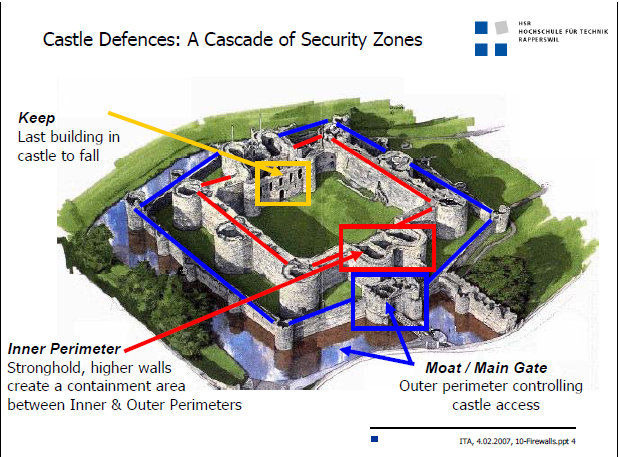 Castle Defences: A Cascade of Security Zones
HSR
HOCHSCHULE FÜR TECHNIK
RAPPERSWIL
Keep
Last building in
castle to fall
Inner Perimeter
Stronghold, higher walls
create a containment area
between Inner & Outer Perimeters
Moat / Main Gate
Outer perimeter controlling
castle access
ITA, 4.02.2007, 10-Firewalls.ppt 4